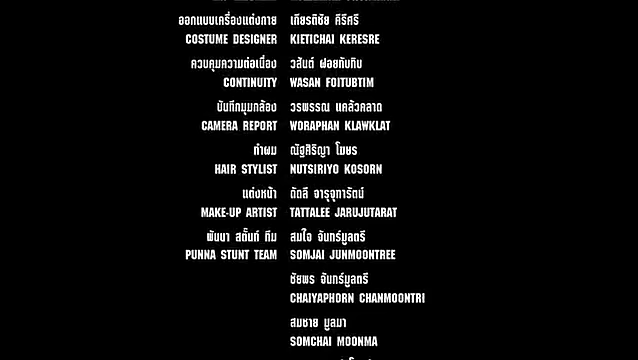 ออกแบบเครื่องแต่งกาย เกียรติชัย คีรีศรี
COSTUME DESIGNER KIETICHAI KERESRE
ควบคุมความต่อเนื่อง วสันต์ ฝอยทับทิม
CONTINUITY WASAN FOITUBTIM
บันทึกมุมกล้อง วรพรรณ แคล้วคลาด
CAMERA REPORT WORAPHAN KLAWKLAT
ทำผม ณัฐศิริญา โฆษร
HAIR STYLIST NUTSIRIYO KOSORN
แต่งหน้า ถัดลี จารุจุฑารัตน์
MAKE-UP ARTIST TATTALEE JARUJUTARAT
พันนา สตั๊นท์ ทีม สมใจ จันทร์มูลตรี
PUNNA STUNT TEAM SOMJAI JUNMOONTREE
ชัยพร จันทร์มูลตรี
CHAIYAPHORN CHANMOONTRI
สมชาย มูลมา
SOMCHAI MOONMA